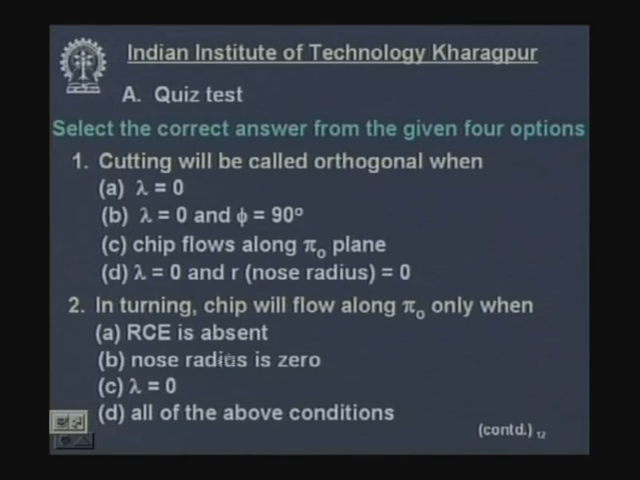 Indian Institute of Technology Kharagpur
A. Quiz test
Select the correct answer from the given four options
1. Cutting will be called orthogonal when
(a) λ = 0
(b) λ = 0 and ϕ = 90°
(c) chip flows along πₒ plane
(d) λ = 0 and r (nose radius) = 0
2. In turning, chip will flow along πₒ only when
(a) RCE is absent
(b) nose radius is zero
(c) λ = 0
(d) all of the above conditions
(contd.) 12